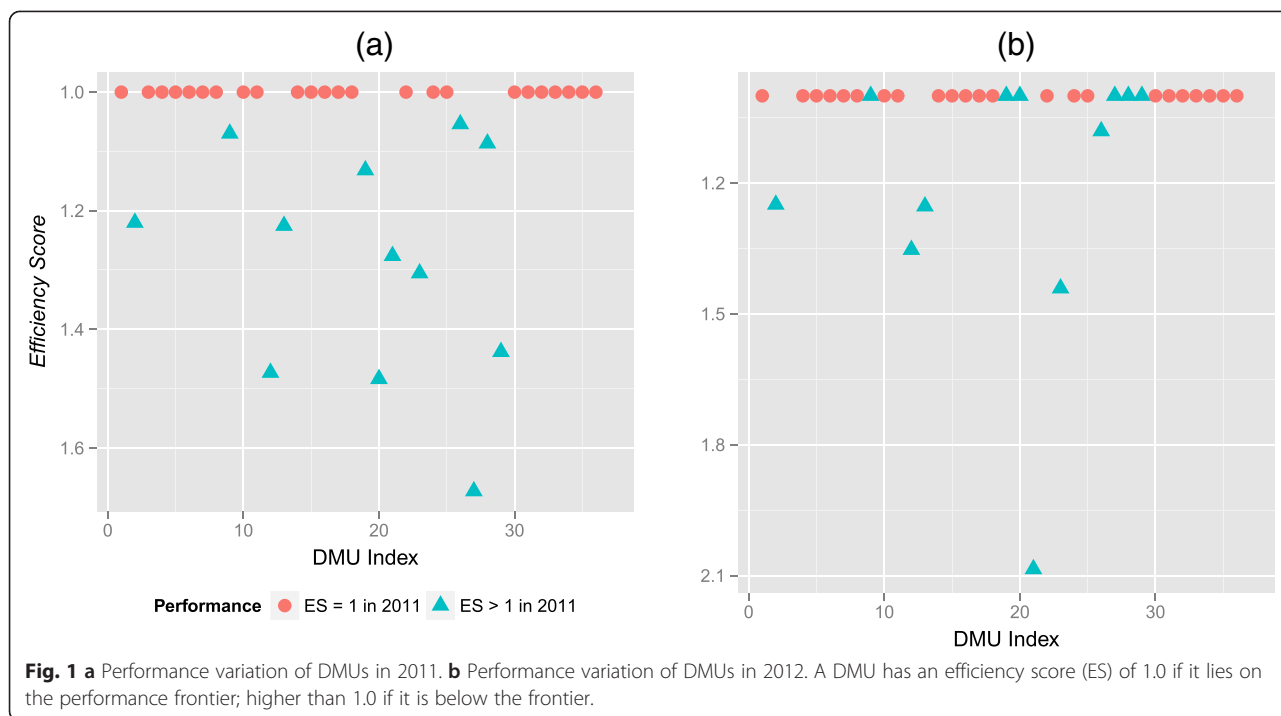 (a)
1.0
1.2
1.4
1.6
Efficiency Score
0 10 20 30
DMU Index
Performance ES = 1 in 2011 ES > 1 in 2011
(b)
1.2
1.5
1.8
2.1
0 10 20 30
DMU Index
Fig. 1 a Performance variation of DMUs in 2011. b Performance variation of DMUs in 2012. A DMU has an efficiency score (ES) of 1.0 if it lies on
the performance frontier; higher than 1.0 if it is below the frontier.